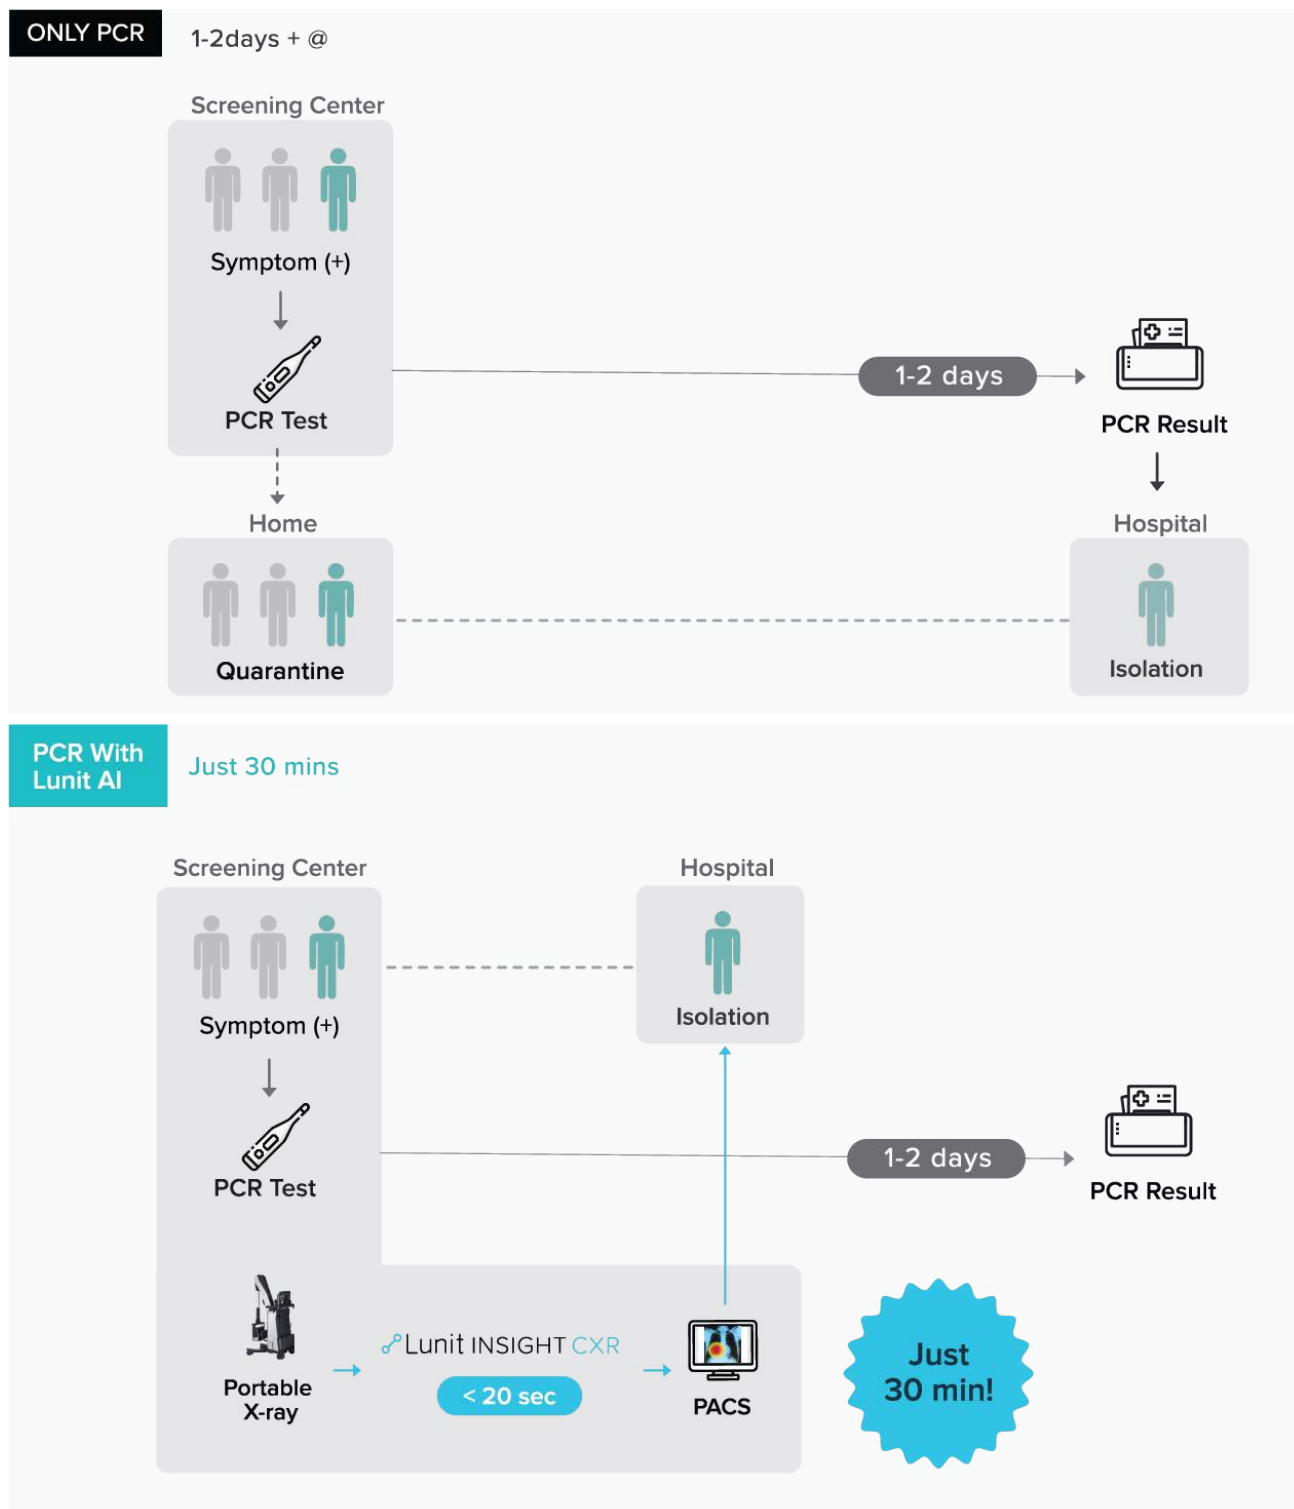 ONLY PCR
1-2days + @
Screening Center
Symptom (+)
PCR Test
1-2 days
PCR Result
Home
Quarantine
Hospital
Isolation
PCR With
Lunit AI
Just 30 mins
Screening Center
Symptom (+)
Hospital
Isolation
PCR Test
1-2 days
PCR Result
Portable
X-ray
Lunit INSIGHT CXR
< 20 sec
PACS
Just
30 min!